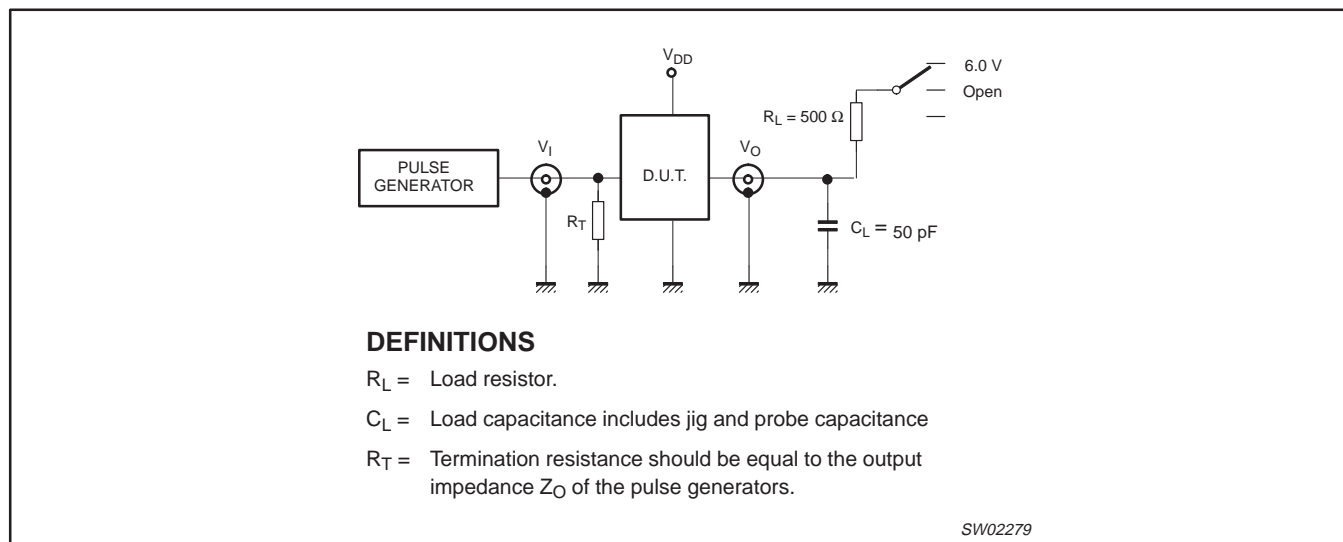 V_DD
6.0 V
Open
R_L = 500 Ω
V_I
V_O
PULSE
GENERATOR
D.U.T.
R_T
C_L = 50 pF
DEFINITIONS
R_L = Load resistor.
C_L = Load capacitance includes jig and probe capacitance
R_T = Termination resistance should be equal to the output
impedance Z_O of the pulse generators.
SW02279